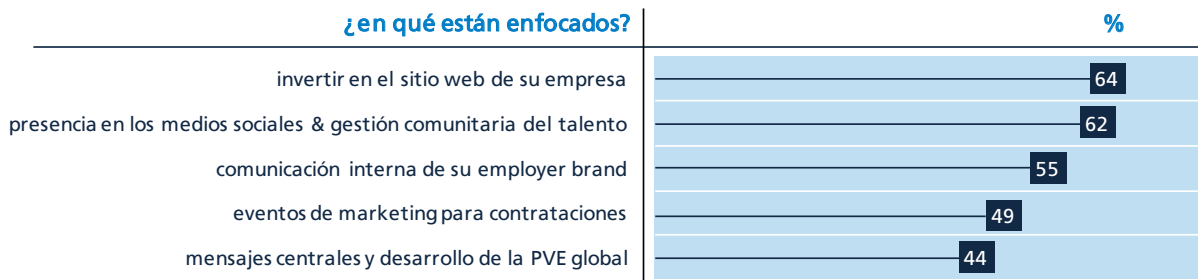 ¿en qué están enfocados? %
invertir en el sitio web de su empresa 64
presencia en los medios sociales & gestión comunitaria del talento 62
comunicación interna de su employer brand 55
eventos de marketing para contrataciones 49
mensajes centrales y desarrollo de la PVE global 44